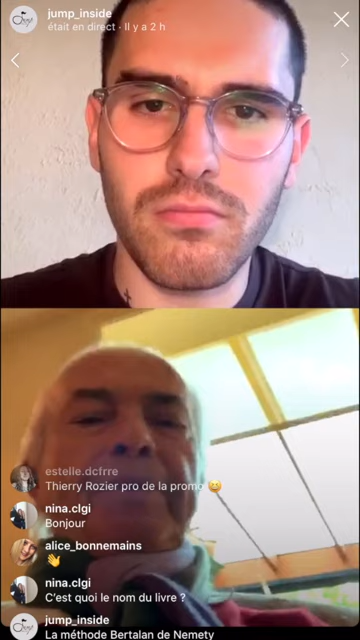 jump_inside
était en direct · Il y a 2 h
estelle.dcfrre
Thierry Rozier pro de la promo 😀
nina.clgi
Bonjour
alice_bonnemains
👋
nina.clgi
C'est quoi le nom du livre ?
jump_inside
La méthode Bertalan de Nemety